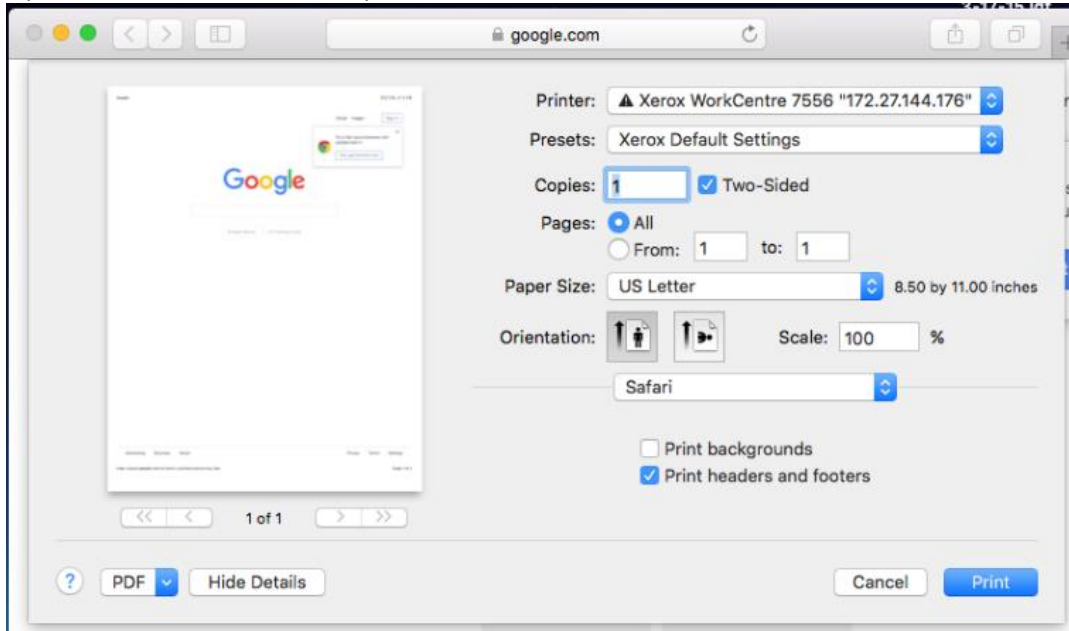 google.com
Printer: Xerox WorkCentre 7556 "172.27.144.176"
Presets: Xerox Default Settings
Copies: 1 Two-Sided
Pages: All
From: 1 to: 1
Paper Size: US Letter 8.50 by 11.00 inches
Orientation: Scale: 100 %
Safari
Print backgrounds
Print headers and footers
Google
1 of 1
? PDF Hide Details Cancel Print